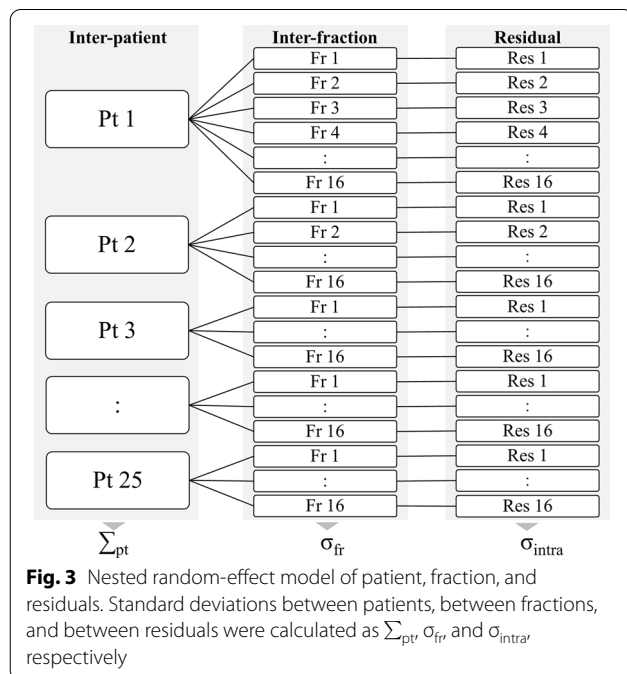 Inter-patient Inter-fraction Residual
Fr 1 Res 1
Fr 2 Res 2
Pt 1 Fr 3 Res 3
Fr 4 Res 4
: :
Fr 16 Res 16
Fr 1 Res 1
Pt 2 Fr 2 Res 2
: :
Fr 16 Res 16
Fr 1 Res 1
Pt 3 : :
Fr 16 Res 16
Fr 1 Res 1
: : :
Fr 16 Res 16
Fr 1 Res 1
Pt 25 : :
Fr 16 Res 16
∑pt σfr σintra
Fig. 3 Nested random-effect model of patient, fraction, and
residuals. Standard deviations between patients, between fractions,
and between residuals were calculated as ∑pt, σfr, and σintra,
respectively